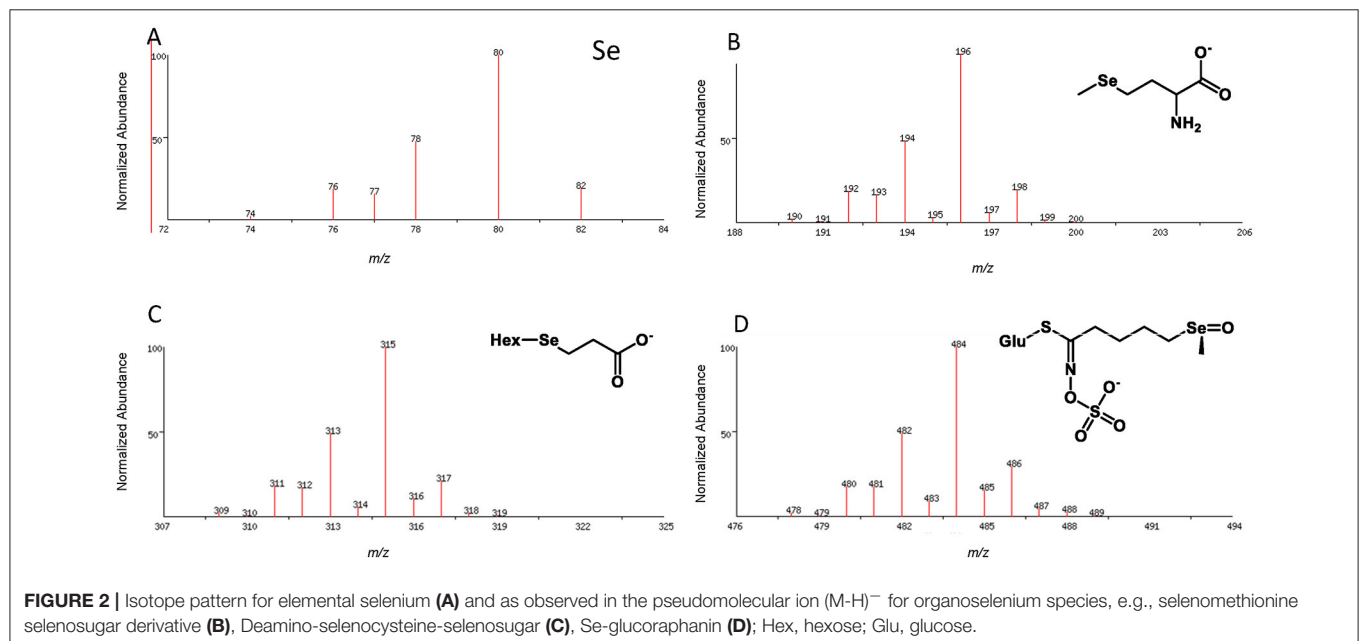 A
Se
Normalized Abundance
100
50
74
76
77
78
80
82
72
74
76
78
80
82
84
m/z
B
Normalized Abundance
50
190
191
192
193
194
195
196
197
198
199
200
188
191
194
197
200
203
206
m/z
Se
O-
O
NH2
C
Normalized Abundance
100
50
309
310
311
312
313
314
315
316
317
318
319
307
310
313
316
319
322
325
m/z
Hex
Se
O-
O
D
Normalized Abundance
100
50
478
479
480
481
482
483
484
485
486
487
488
489
476
479
482
485
488
491
494
m/z
Glu
S
Se=O
N
O
O-
S
O
O
FIGURE 2 | Isotope pattern for elemental selenium (A) and as observed in the pseudomolecular ion (M-H)− for organoselenium species, e.g., selenomethionine
selenosugar derivative (B), Deamino-selenocysteine-selenosugar (C), Se-glucoraphanin (D); Hex, hexose; Glu, glucose.